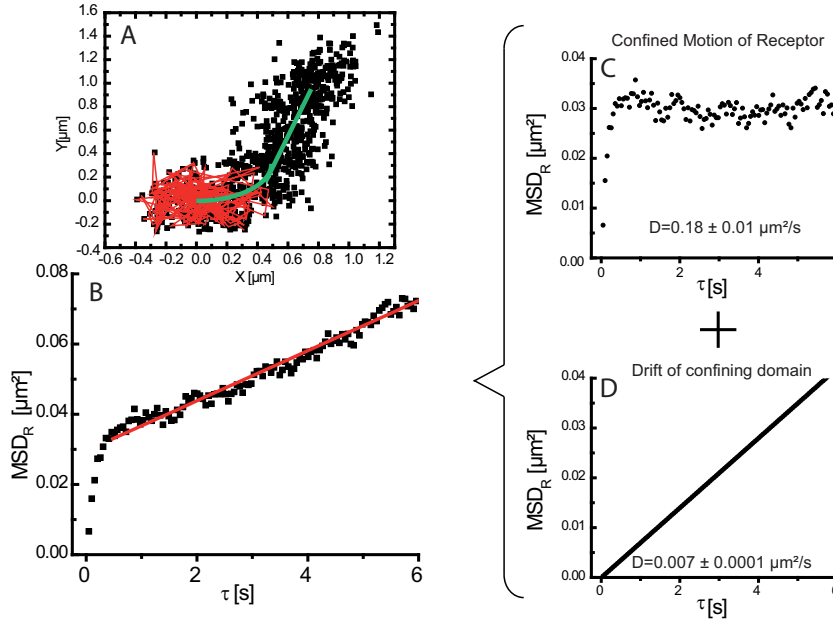 A
Y[µm]
1.6
1.4
1.2
1.0
0.8
0.6
0.4
0.2
0.0
-0.2
-0.4
-0.6 -0.4 -0.2 0.0 0.2 0.4 0.6 0.8 1.0 1.2
X [µm]
B
MSD_R [µm²]
0.08
0.06
0.04
0.02
0.00
0 2 4 6
τ [s]
Confined Motion of Receptor
C
MSD_R [µm²]
0.04
0.03
0.02
0.01
0.00
D=0.18 ± 0.01 µm²/s
0 2 4 6
τ[s]
+
Drift of confining domain
D
MSD_R [µm²]
0.04
0.03
0.02
0.01
0.00
D=0.007 ± 0.0001 µm²/s
0 2 4 6
τ[s]